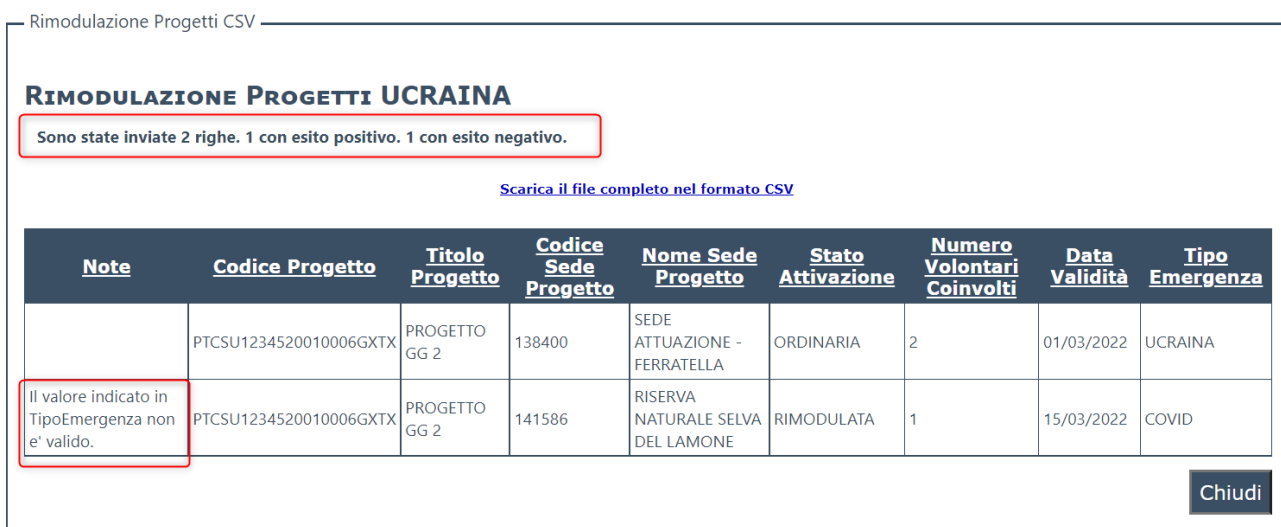 Rimodulazione Progetti CSV
Rimodulazione Progetti UCRAINA
Sono state inviate 2 righe. 1 con esito positivo. 1 con esito negativo.
Scarica il file completo nel formato CSV
Note
Codice Progetto
Titolo
Progetto
Codice
Sede
Progetto
Nome Sede
Progetto
Stato
Attivazione
Numero
Volontari
Coinvolti
Data
Validità
Tipo
Emergenza
PTCSU1234520010006GXTX
PROGETTO
GG 2
138400
SEDE
ATTUAZIONE -
FERRATELLA
ORDINARIA
2
01/03/2022
UCRAINA
Il valore indicato in
TipoEmergenza non
e' valido.
PTCSU1234520010006GXTX
PROGETTO
GG 2
141586
RISERVA
NATURALE SELVA
DEL LAMONE
RIMODULATA
1
15/03/2022
COVID
Chiudi